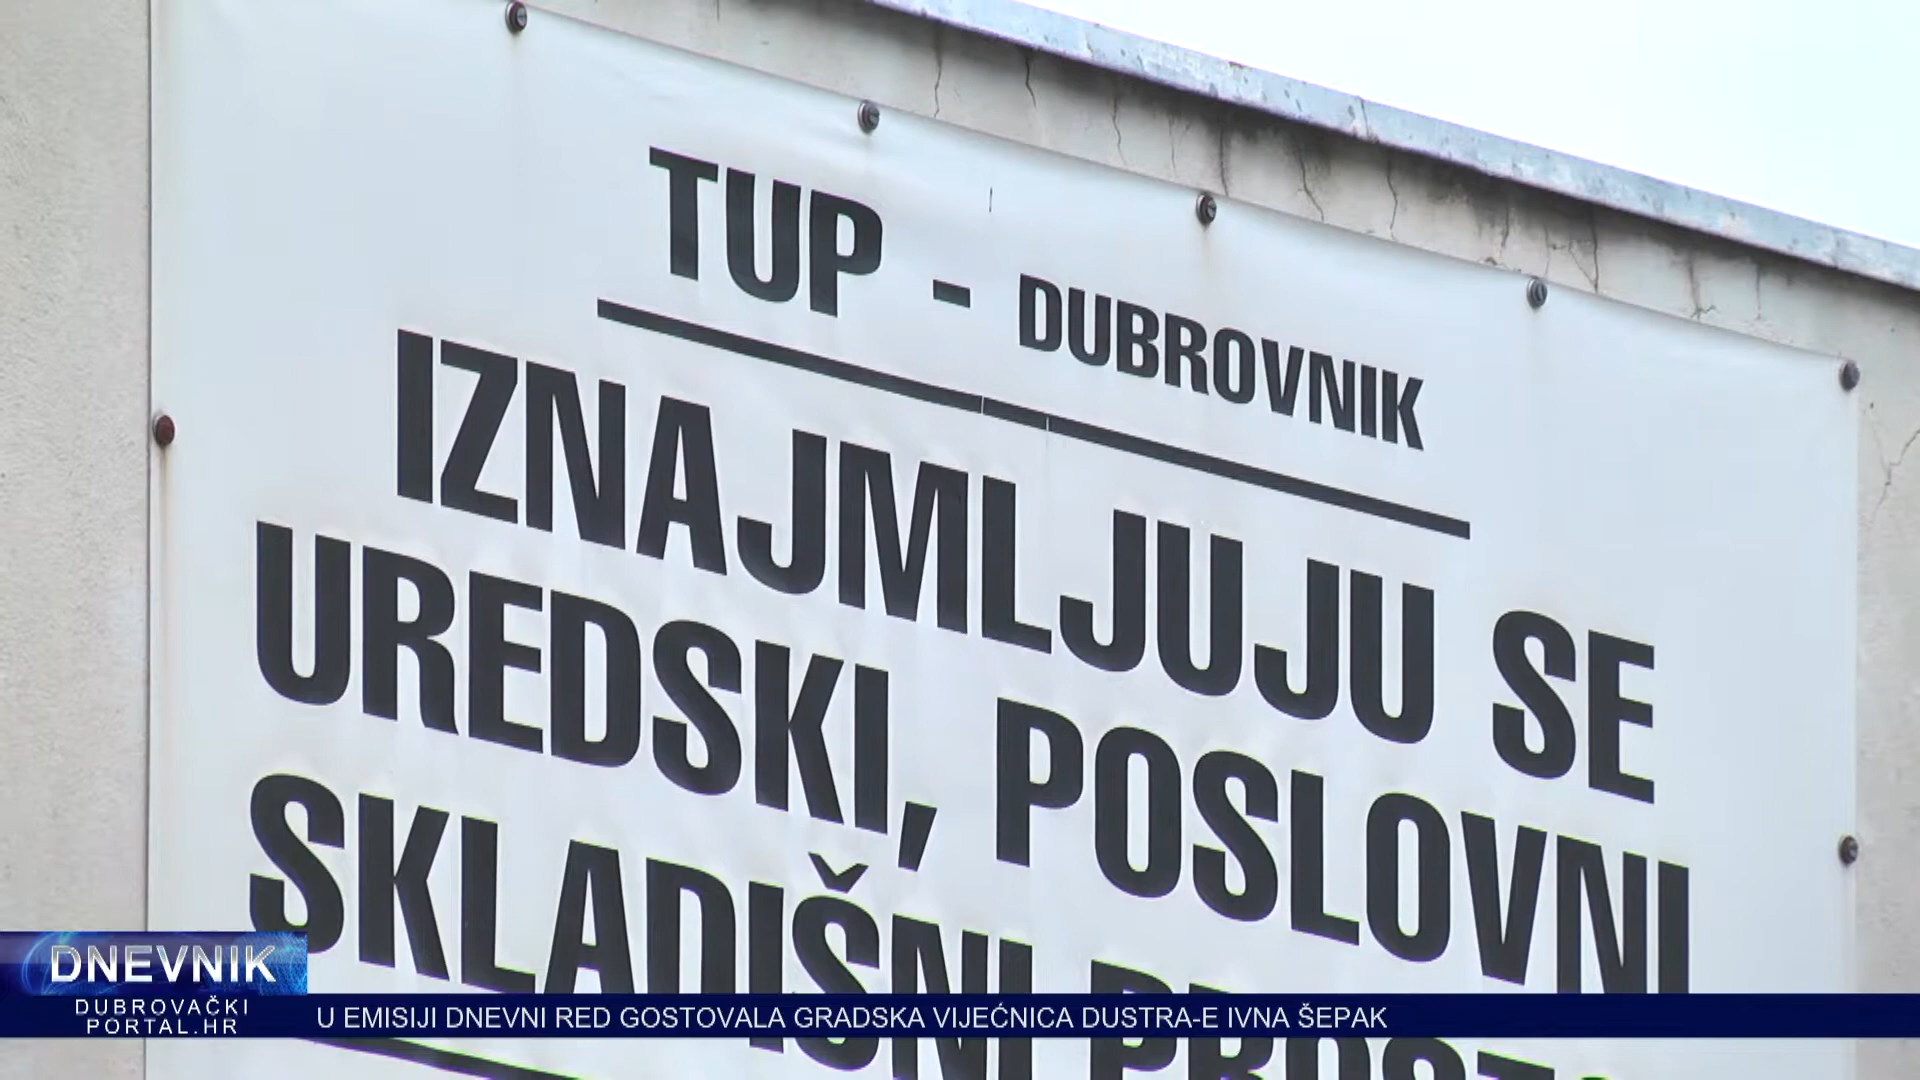 TUP - DUBROVNIK
IZNAJMLJUJU SE
UREDSKI, POSLOVNI
SKLADIŠNI
DNEVNIK
DUBROVAČKI
PORTAL.HR
U EMISIJI DNEVNI RED GOSTOVALA GRADSKA VIJEĆNICA DUSTRA-E IVNA ŠEPAK